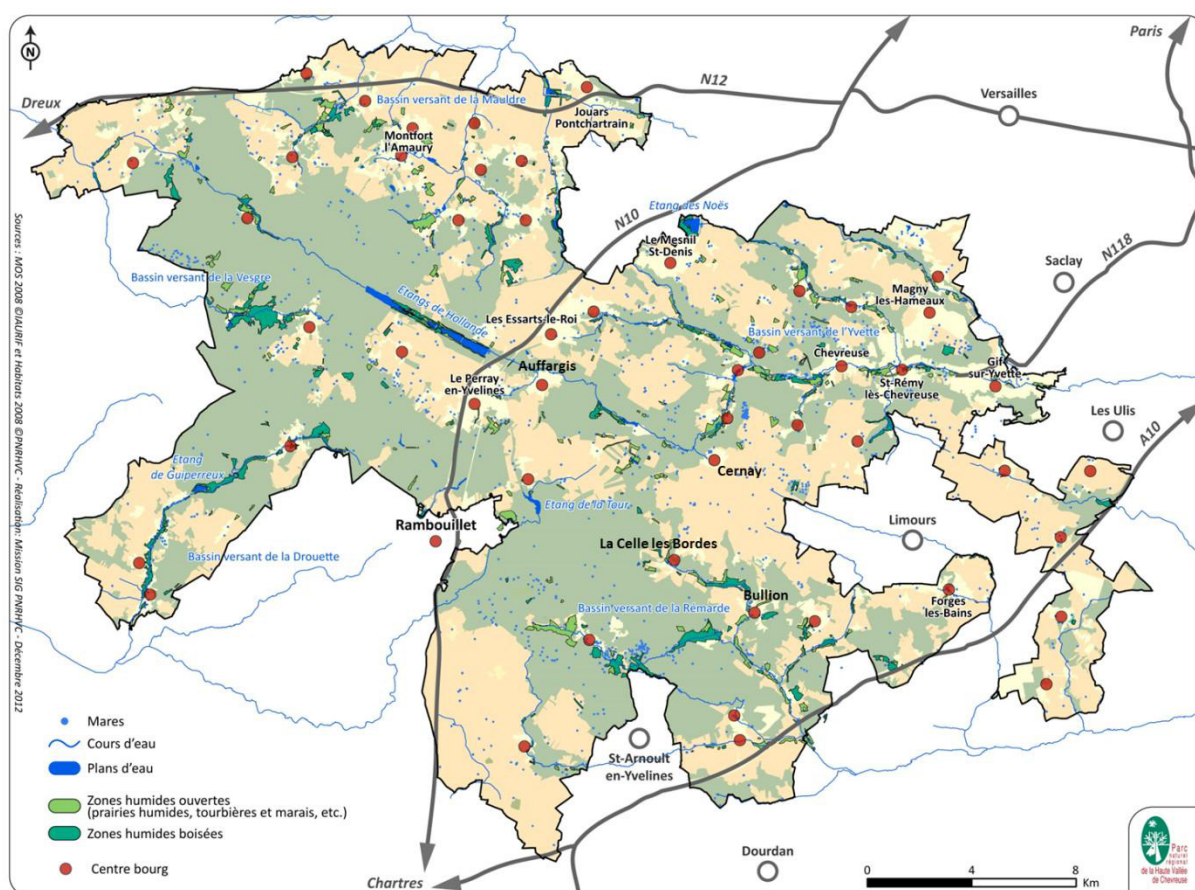 Paris
N
N12
Dreux
Bassin versant de la Mauldre
Versailles
Jouars
Pontchartrain
Montfort
l'Amaury
N10
Etang des Noës
Le Mesnil
St-Denis
N118
Saclay
Bassin versant de la Vesgre
Magny
les-Hameaux
Etangs de Hollande
Les Essarts-le-Roi
Bassin versant de l'Yvette
Chevreuse
Auffargis
Gif
sur-Yvette
St-Rémy
lès-Chevreuse
Le Perray
en-Yvelines
Les Ulis
A10
Etang
de Guiperreux
Cernay
Etang de la Tour
Rambouillet
Limours
La Celle les Bordes
Bassin versant de la Drouette
Bullion
Forges
les-Bains
Bassin versant de la Rémarde
Sources : MOS 2008 ©IAURIF et Habitats 2008 ©PNRHVC - Réalisation: Mission SIG PNRHVC - Décembre 2012
Mares
Cours d'eau
Plans d'eau
St-Arnoult
en-Yvelines
Zones humides ouvertes
(prairies humides, tourbières et marais, etc.)
Zones humides boisées
Centre bourg
Chartres
Dourdan
0 4 8
Km
Parc
naturel
régional
de la Haute Vallée
de Chevreuse